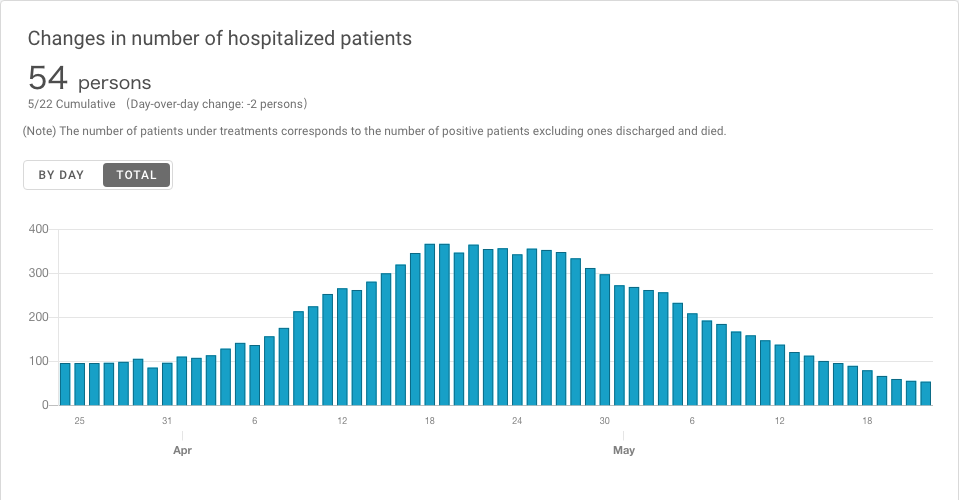 Changes in number of hospitalized patients
54 persons
5/22 Cumulative （Day-over-day change: -2 persons）
(Note) The number of patients under treatments corresponds to the number of positive patients excluding ones discharged and died.
BY DAY TOTAL
400
300
200
100
0
25 31 6 12 18 24 30 6 12 18
Apr May